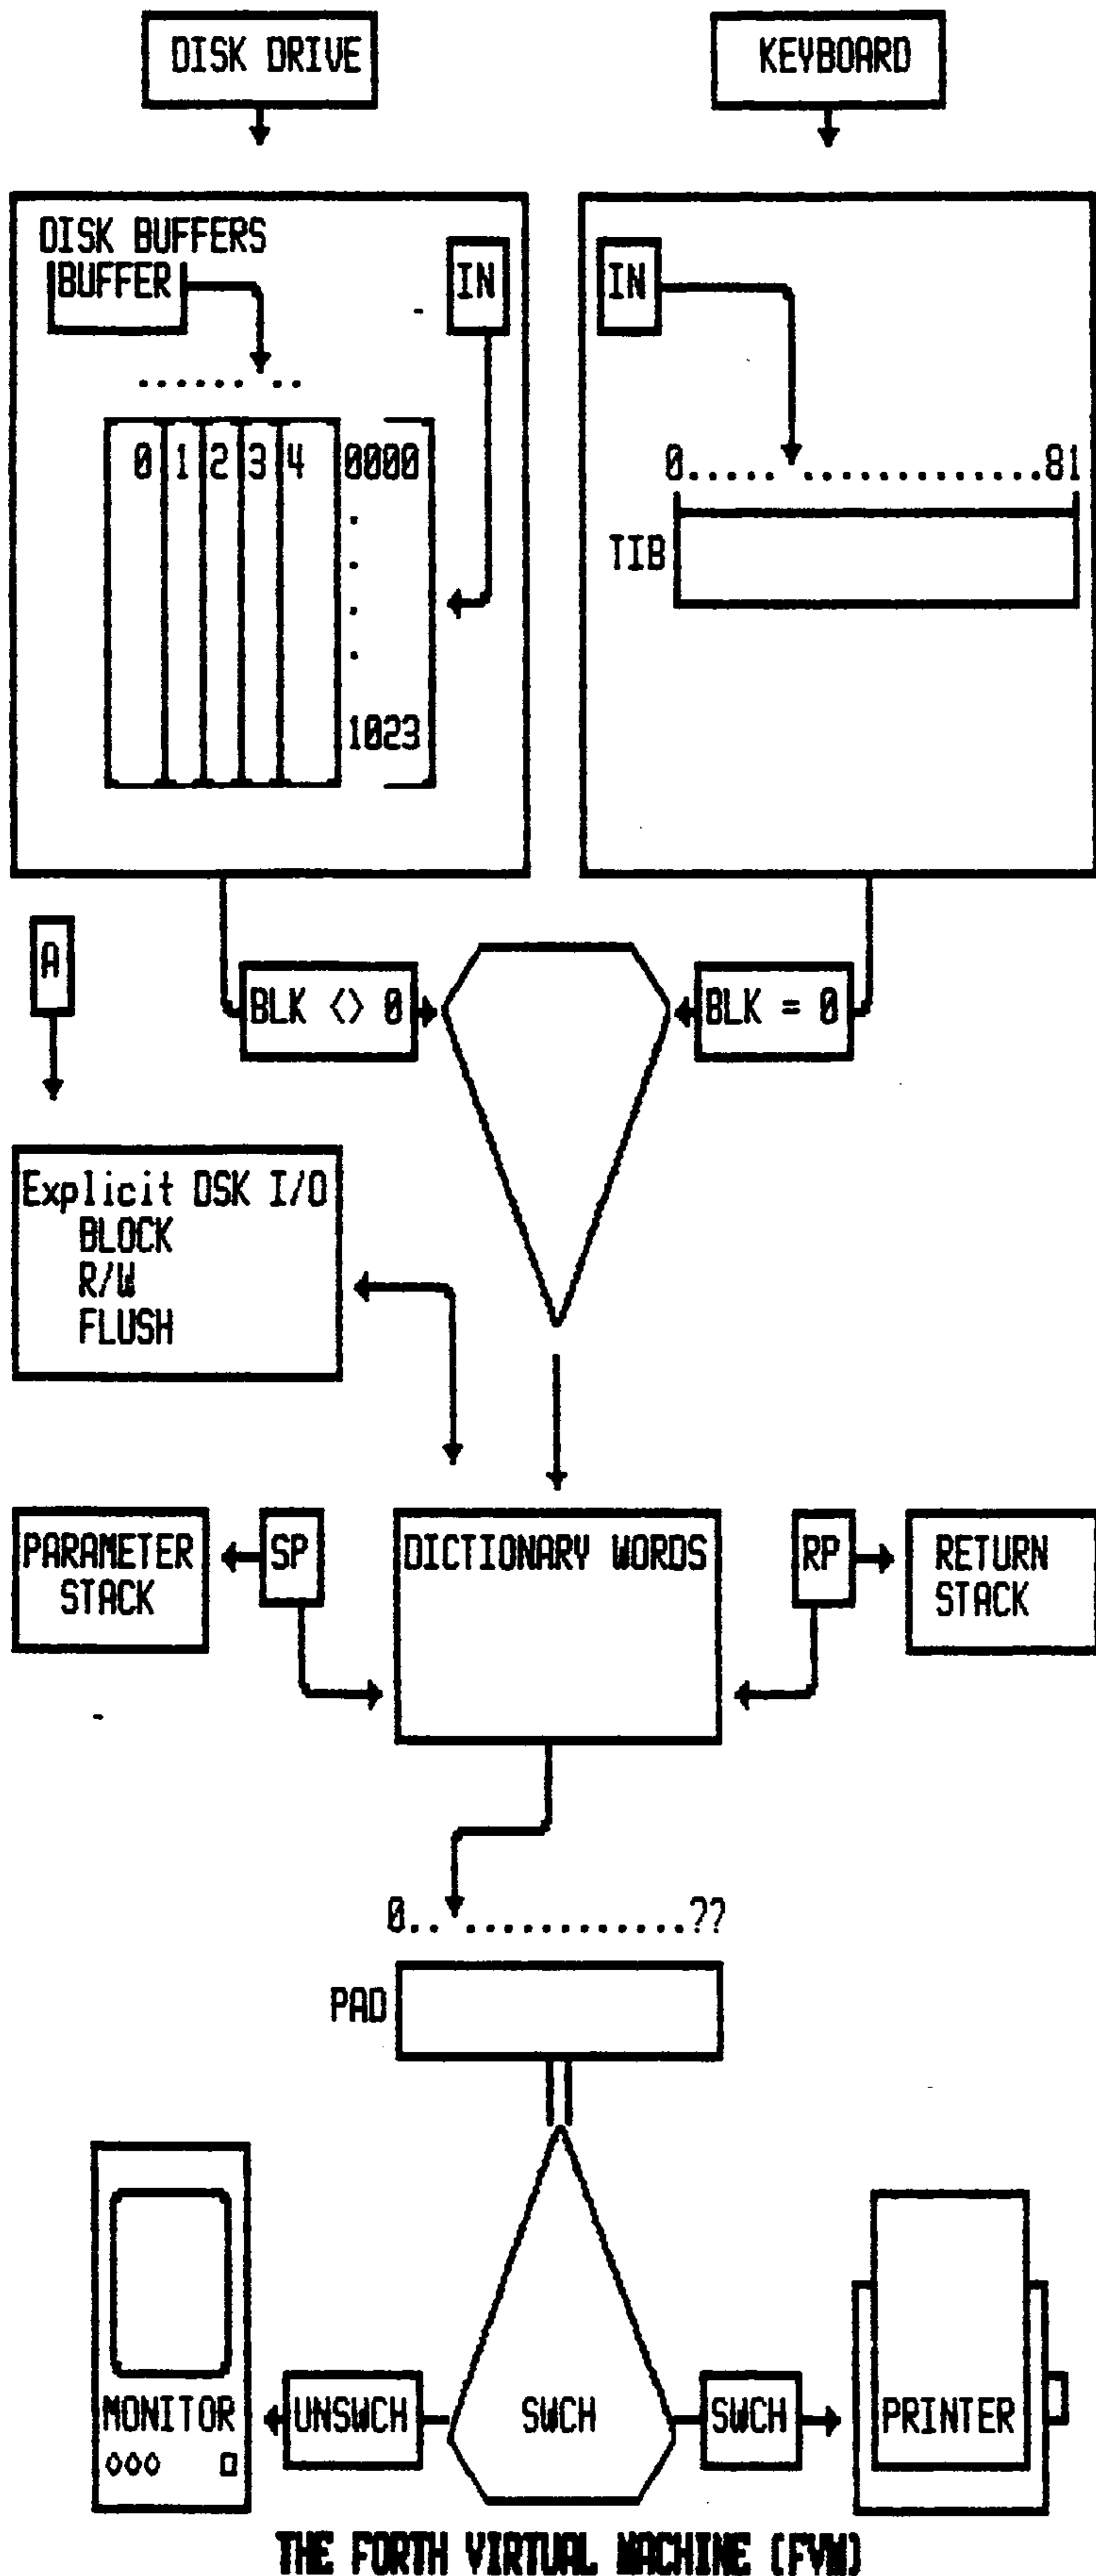 DISK DRIVE
KEYBOARD
DISK BUFFERS
BUFFER
IN
IN
........ 
0 1 2 3 4 0000
.
.
.
.
1023
0..... .............81
TIB
A
BLK <> 0
BLK = 0
Explicit DSK I/O
BLOCK
R/W
FLUSH
PARAMETER
STACK
SP
DICTIONARY WORDS
RP
RETURN
STACK
0.. ............??
PAD
MONITOR
UNSWCH
SWCH
SWCH
PRINTER
THE FORTH VIRTUAL MACHINE (FVM)